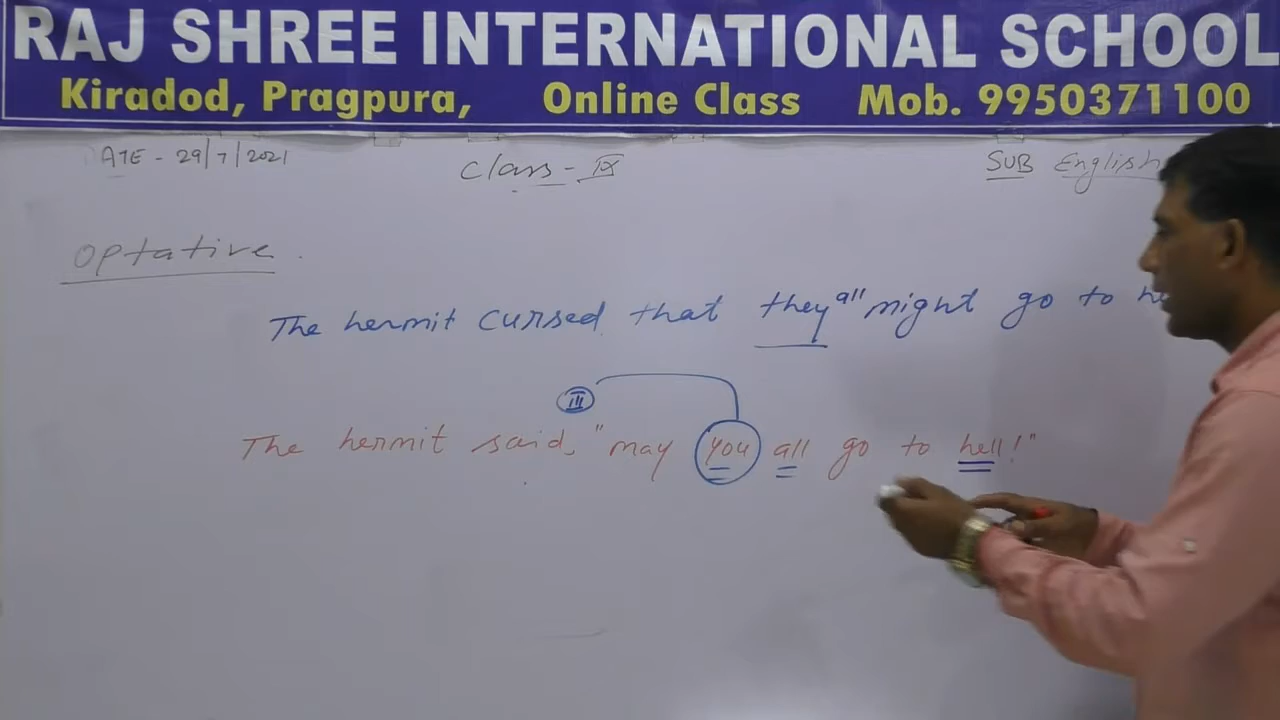 RAJ SHREE INTERNATIONAL SCHOOL
Kiradod, Pragpura, Online Class Mob. 9950371100
DATE - 29/7/2021 Class - IX SUB English
Optative
The hermit cursed that they all might go to
III
The hermit said, "may you all go to hell!"